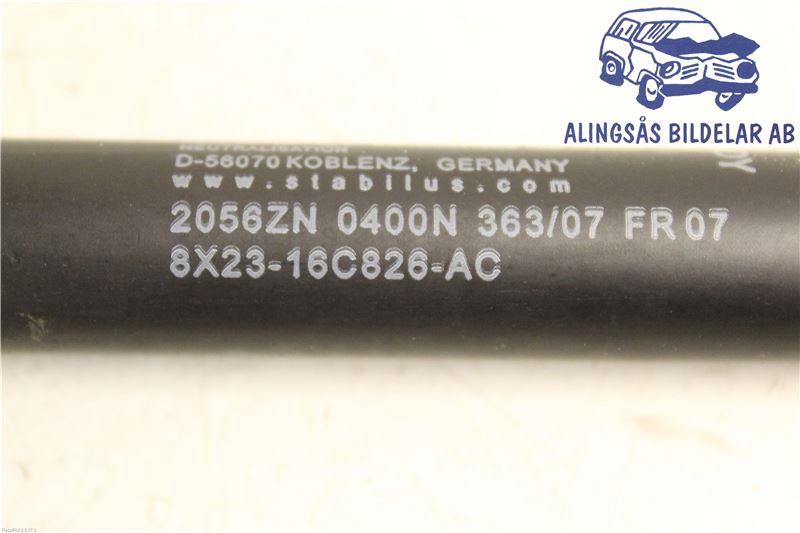 ALINGSÅS BILDELAR AB
NEUTRALISATION
D-56070 KOBLENZ, GERMANY
www.stabilus.com
2056ZN 0400N 363/07 FR07
8X23-16C826-AC